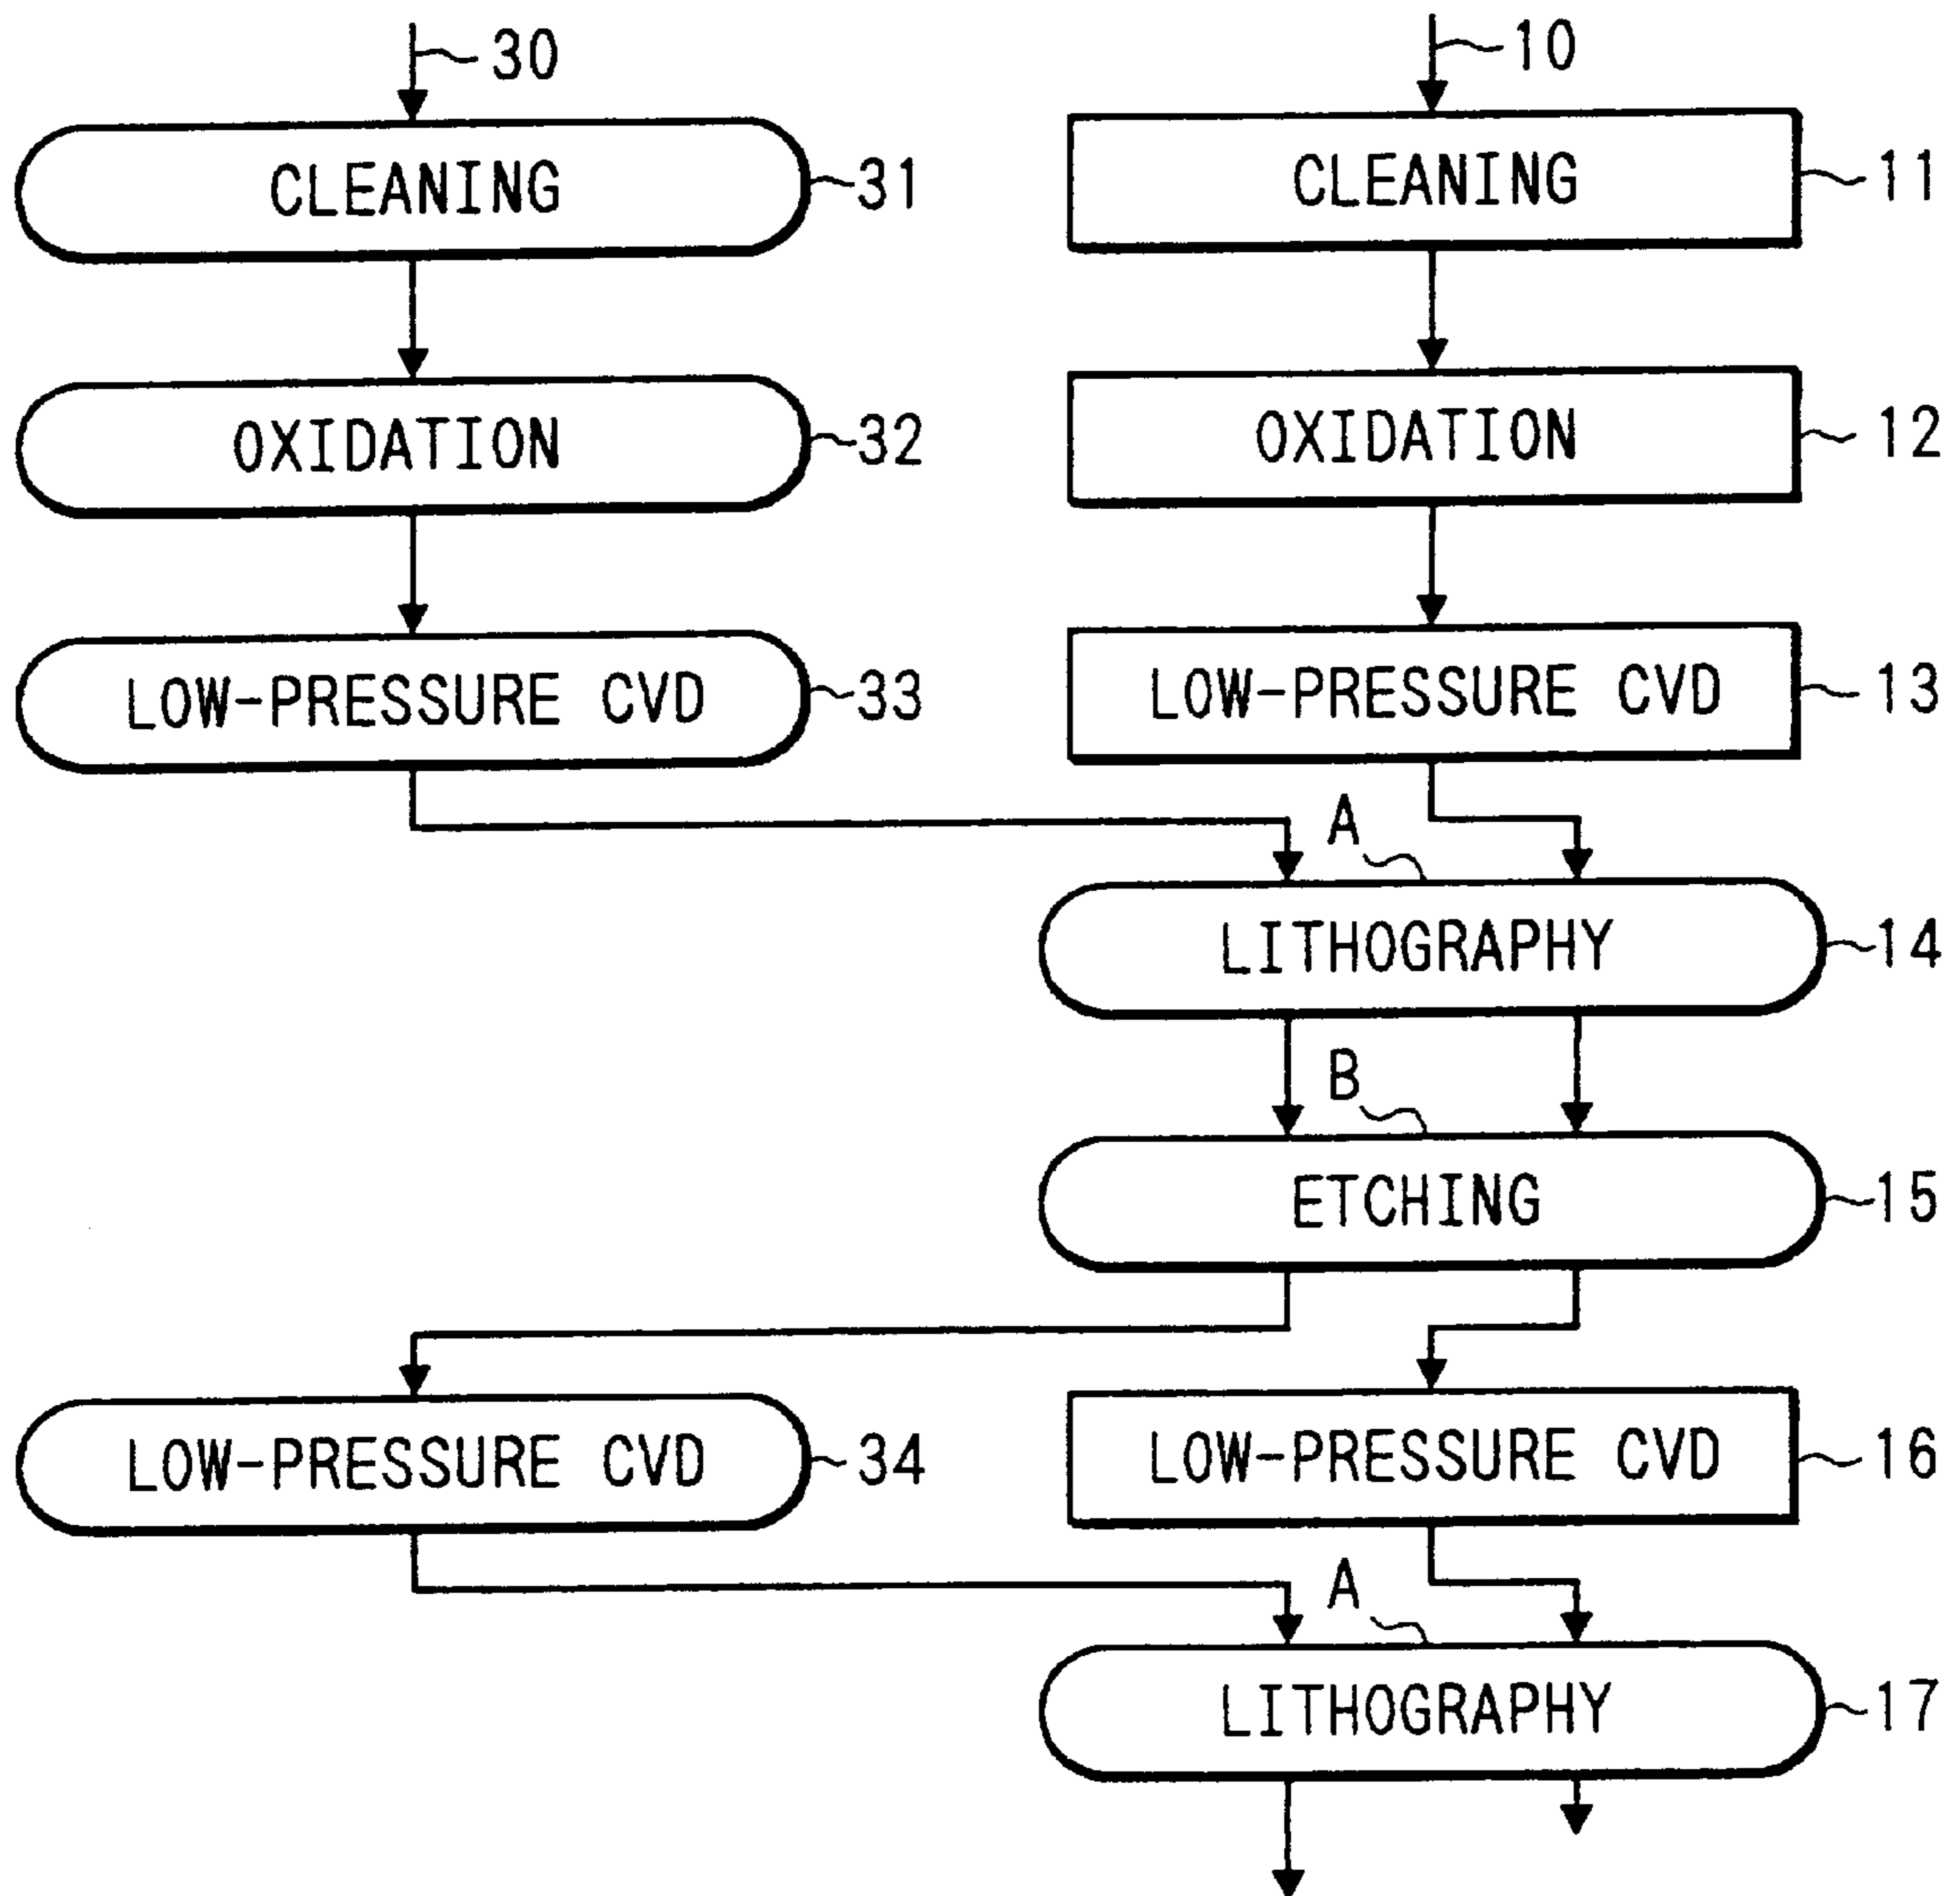 30 10
CLEANING 31 CLEANING 11
OXIDATION 32 OXIDATION 12
LOW-PRESSURE CVD 33 LOW-PRESSURE CVD 13
A
LITHOGRAPHY 14
B
ETCHING 15
LOW-PRESSURE CVD 34 LOW-PRESSURE CVD 16
A
LITHOGRAPHY 17